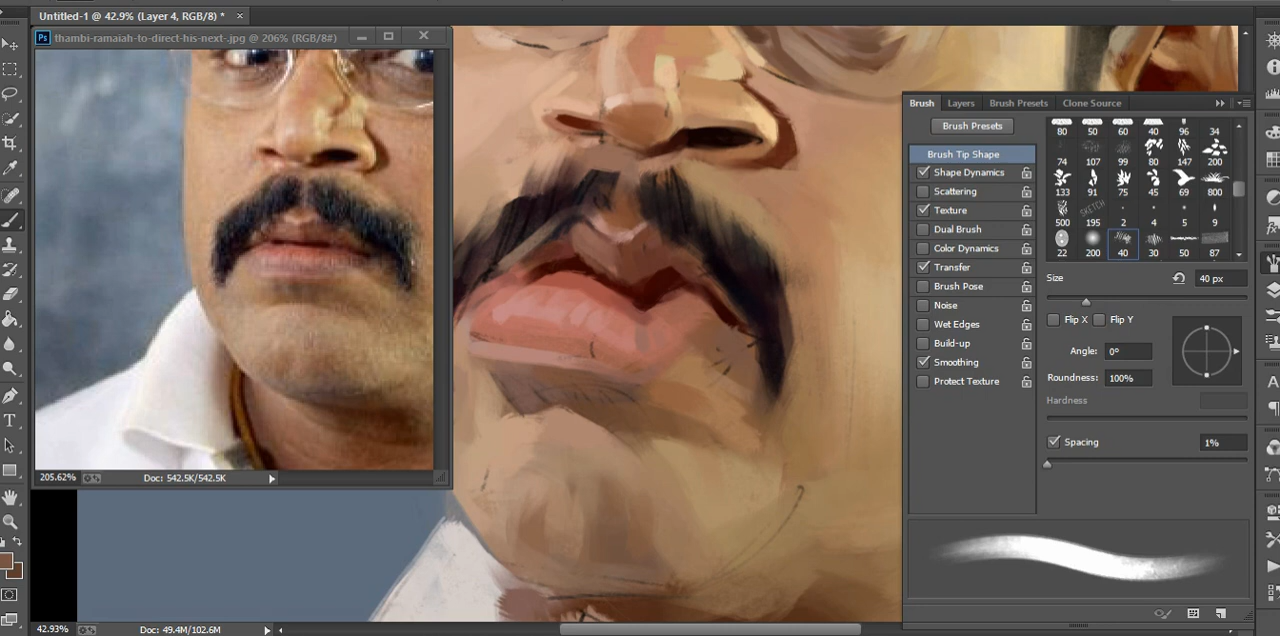 Untitled-1 @ 42.9% (Layer 4, RGB/8) * ×
Ps thambi-ramaiah-to-direct-his-next-.jpg @ 206% (RGB/8#)
205.62% Doc: 542.5K/542.5K
42.93% Doc: 49.4M/102.6M
Brush Layers Brush Presets Clone Source
Brush Presets
Brush Tip Shape
Shape Dynamics
Scattering
Texture
Dual Brush
Color Dynamics
Transfer
Brush Pose
Noise
Wet Edges
Build-up
Smoothing
Protect Texture
80 50 60 40 96 34
74 107 99 80 147 200
133 91 75 45 69 800
SKETCH
500 195 2 4 5 9
22 200 40 30 50 87
Size 40 px
Flip X Flip Y
Angle: 0°
Roundness: 100%
Hardness
Spacing 1%